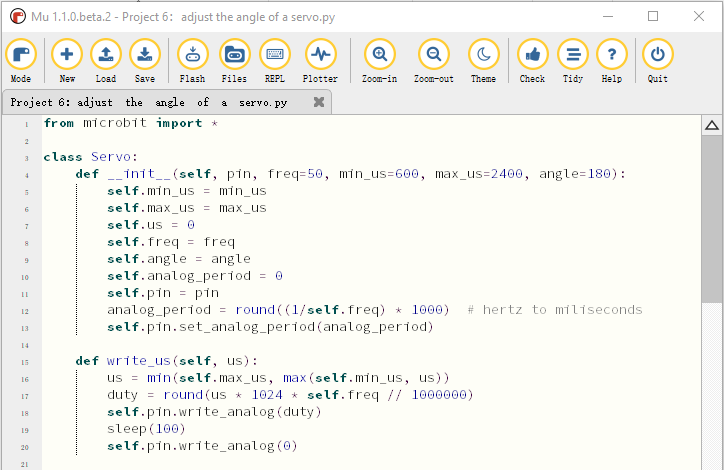 Mu 1.1.0.beta.2 - Project 6：adjust the angle of a servo.py
Mode New Load Save Flash Files REPL Plotter Zoom-in Zoom-out Theme Check Tidy Help Quit
Project 6：adjust the angle of a servo.py
1 from microbit import *
2
3 class Servo:
4     def __init__(self, pin, freq=50, min_us=600, max_us=2400, angle=180):
5         self.min_us = min_us
6         self.max_us = max_us
7         self.us = 0
8         self.freq = freq
9         self.angle = angle
10         self.analog_period = 0
11         self.pin = pin
12         analog_period = round((1/self.freq) * 1000)  # hertz to miliseconds
13         self.pin.set_analog_period(analog_period)
14
15     def write_us(self, us):
16         us = min(self.max_us, max(self.min_us, us))
17         duty = round(us * 1024 * self.freq // 1000000)
18         self.pin.write_analog(duty)
19         sleep(100)
20         self.pin.write_analog(0)
21